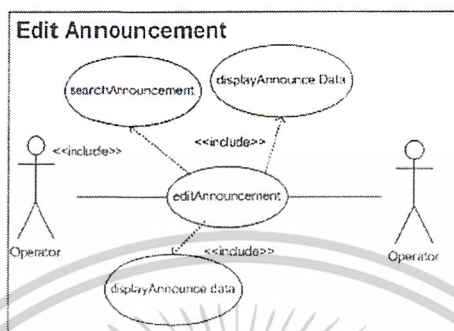 Edit Announcement
displayAnnounce Data
searchAnnouncement
<<include>>
<<include>>
editAnnouncement
Operator
Operator
<<include>>
displayAnnounce data